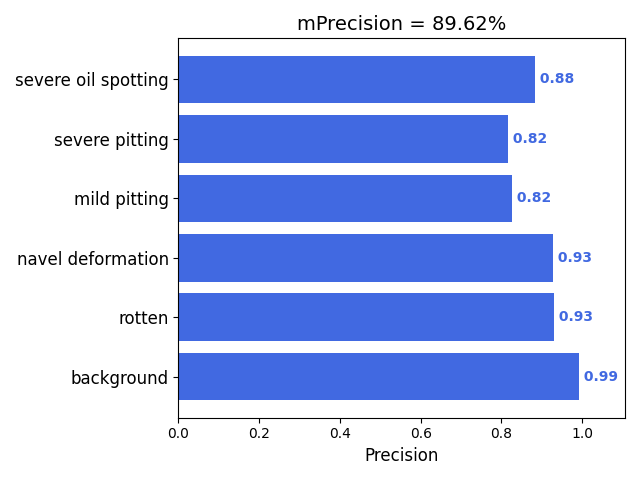 mPrecision = 89.62%
severe oil spotting 0.88
severe pitting 0.82
mild pitting 0.82
navel deformation 0.93
rotten 0.93
background 0.99
0.0 0.2 0.4 0.6 0.8 1.0
Precision